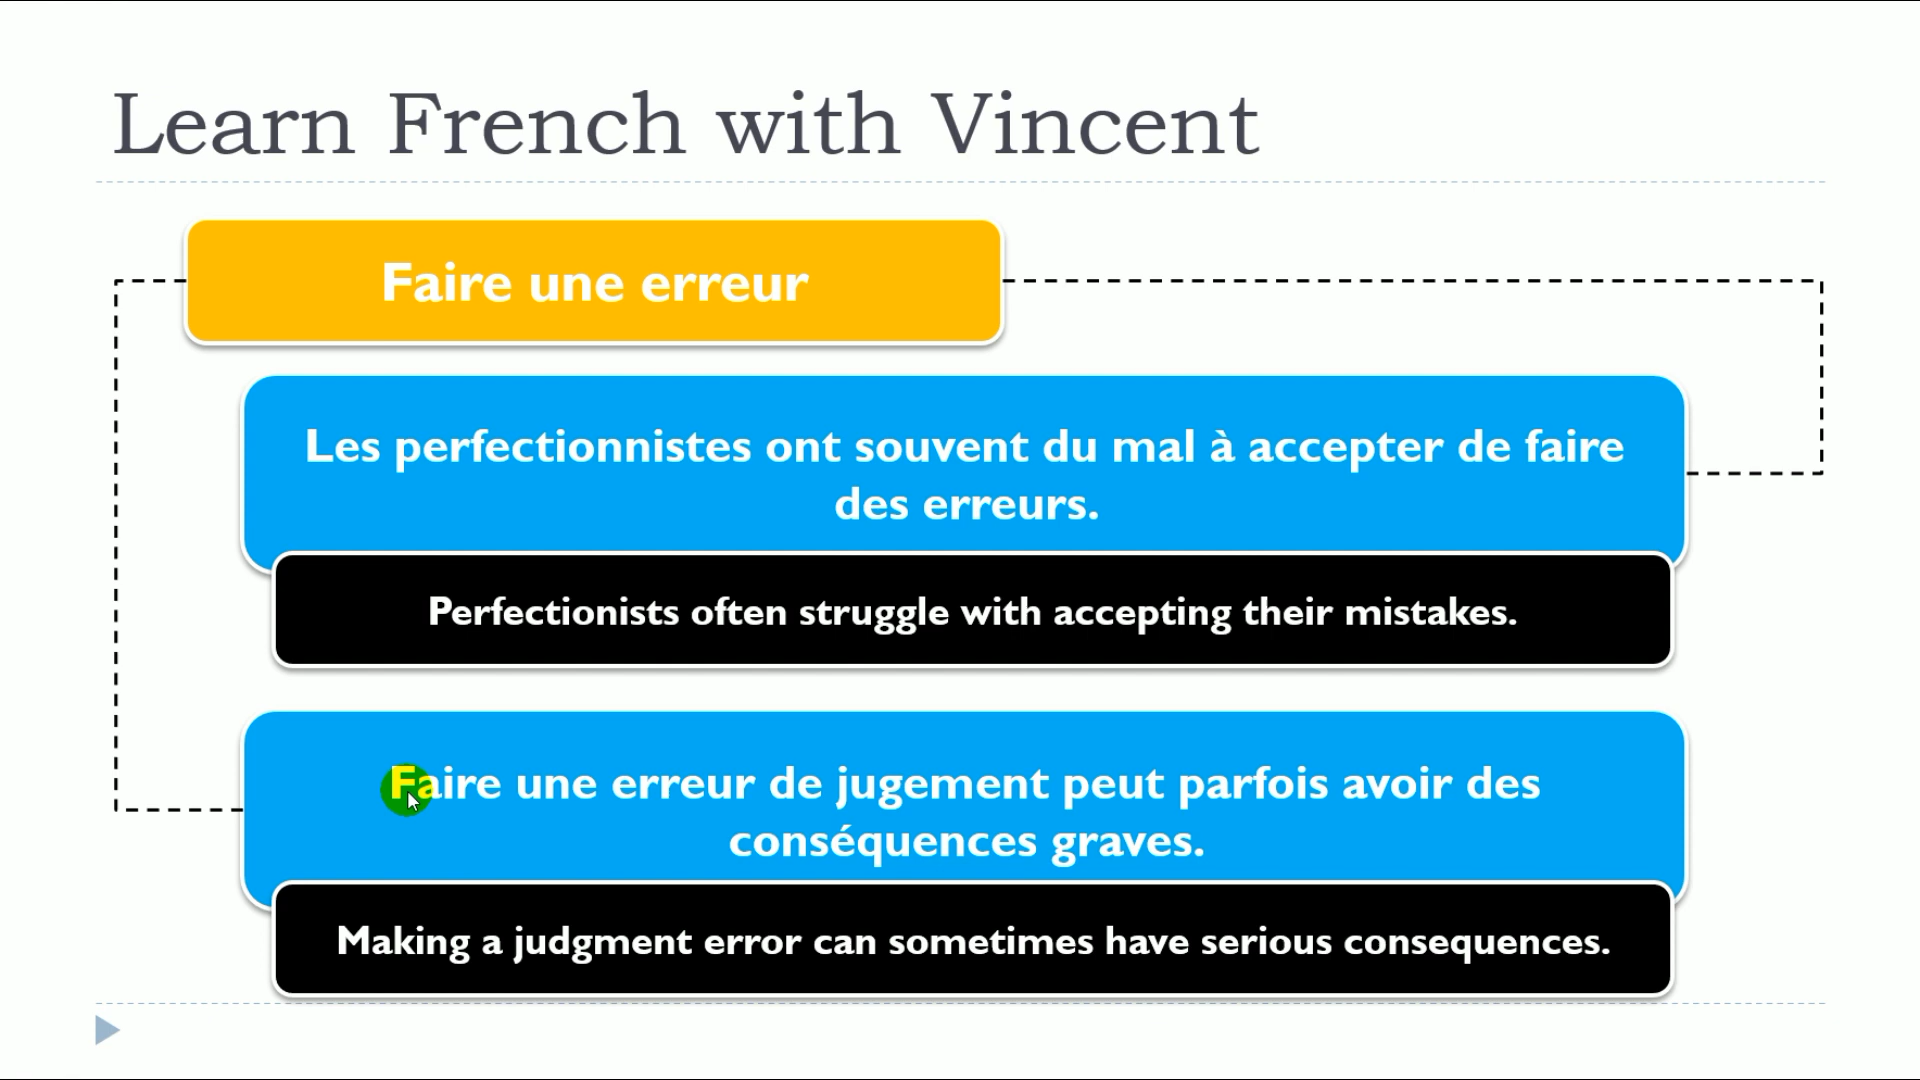 Learn French with Vincent
Faire une erreur
Les perfectionnistes ont souvent du mal à accepter de faire
des erreurs.
Perfectionists often struggle with accepting their mistakes.
Faire une erreur de jugement peut parfois avoir des
conséquences graves.
Making a judgment error can sometimes have serious consequences.